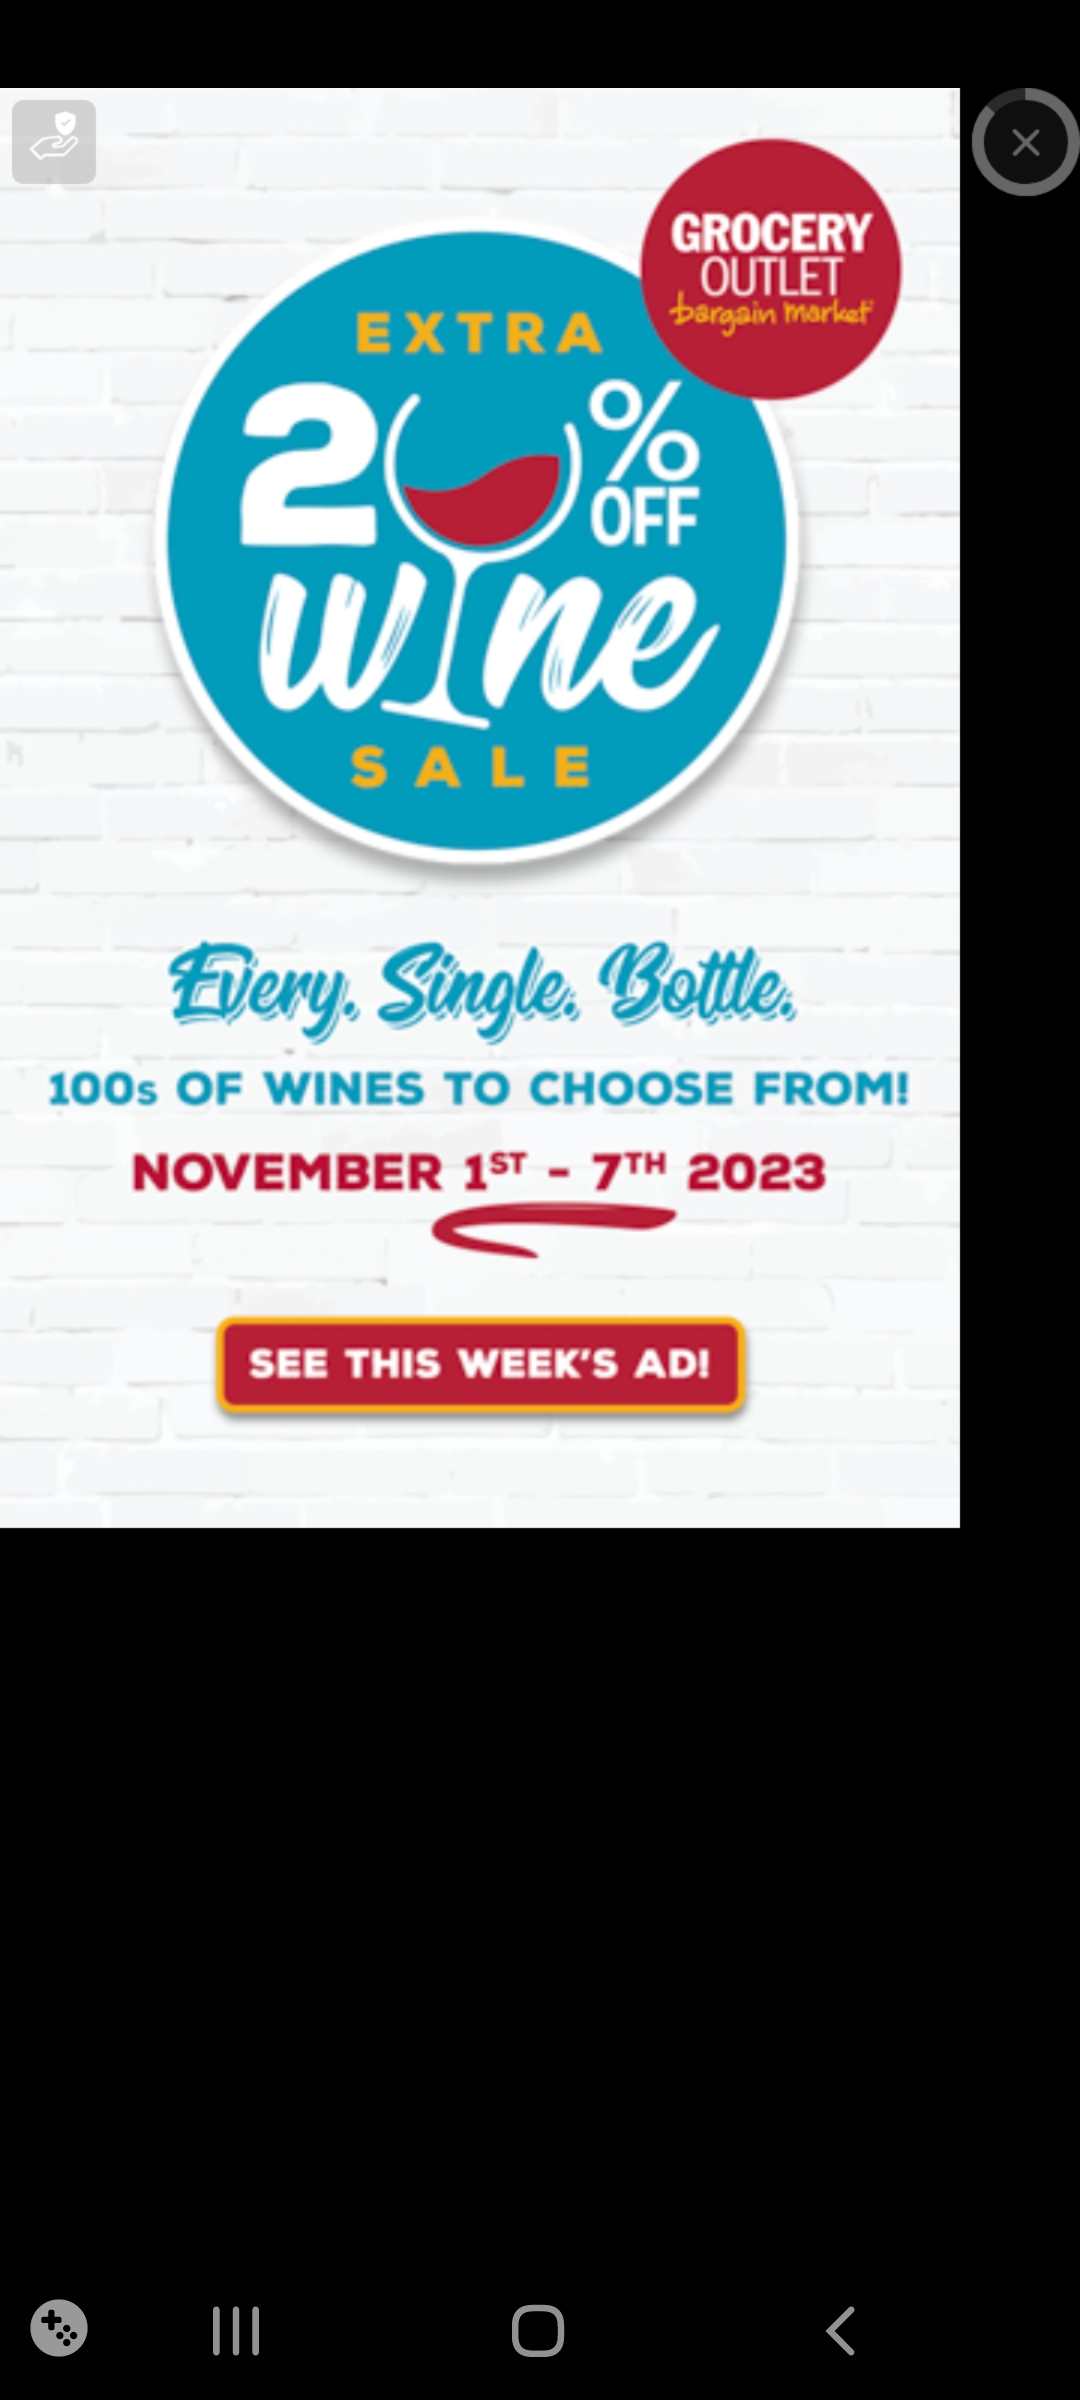 GROCERY
OUTLET
bargain market
EXTRA
20%
OFF
wine
SALE
Every. Single. Bottle.
100s OF WINES TO CHOOSE FROM!
NOVEMBER 1ST - 7TH 2023
SEE THIS WEEK'S AD!